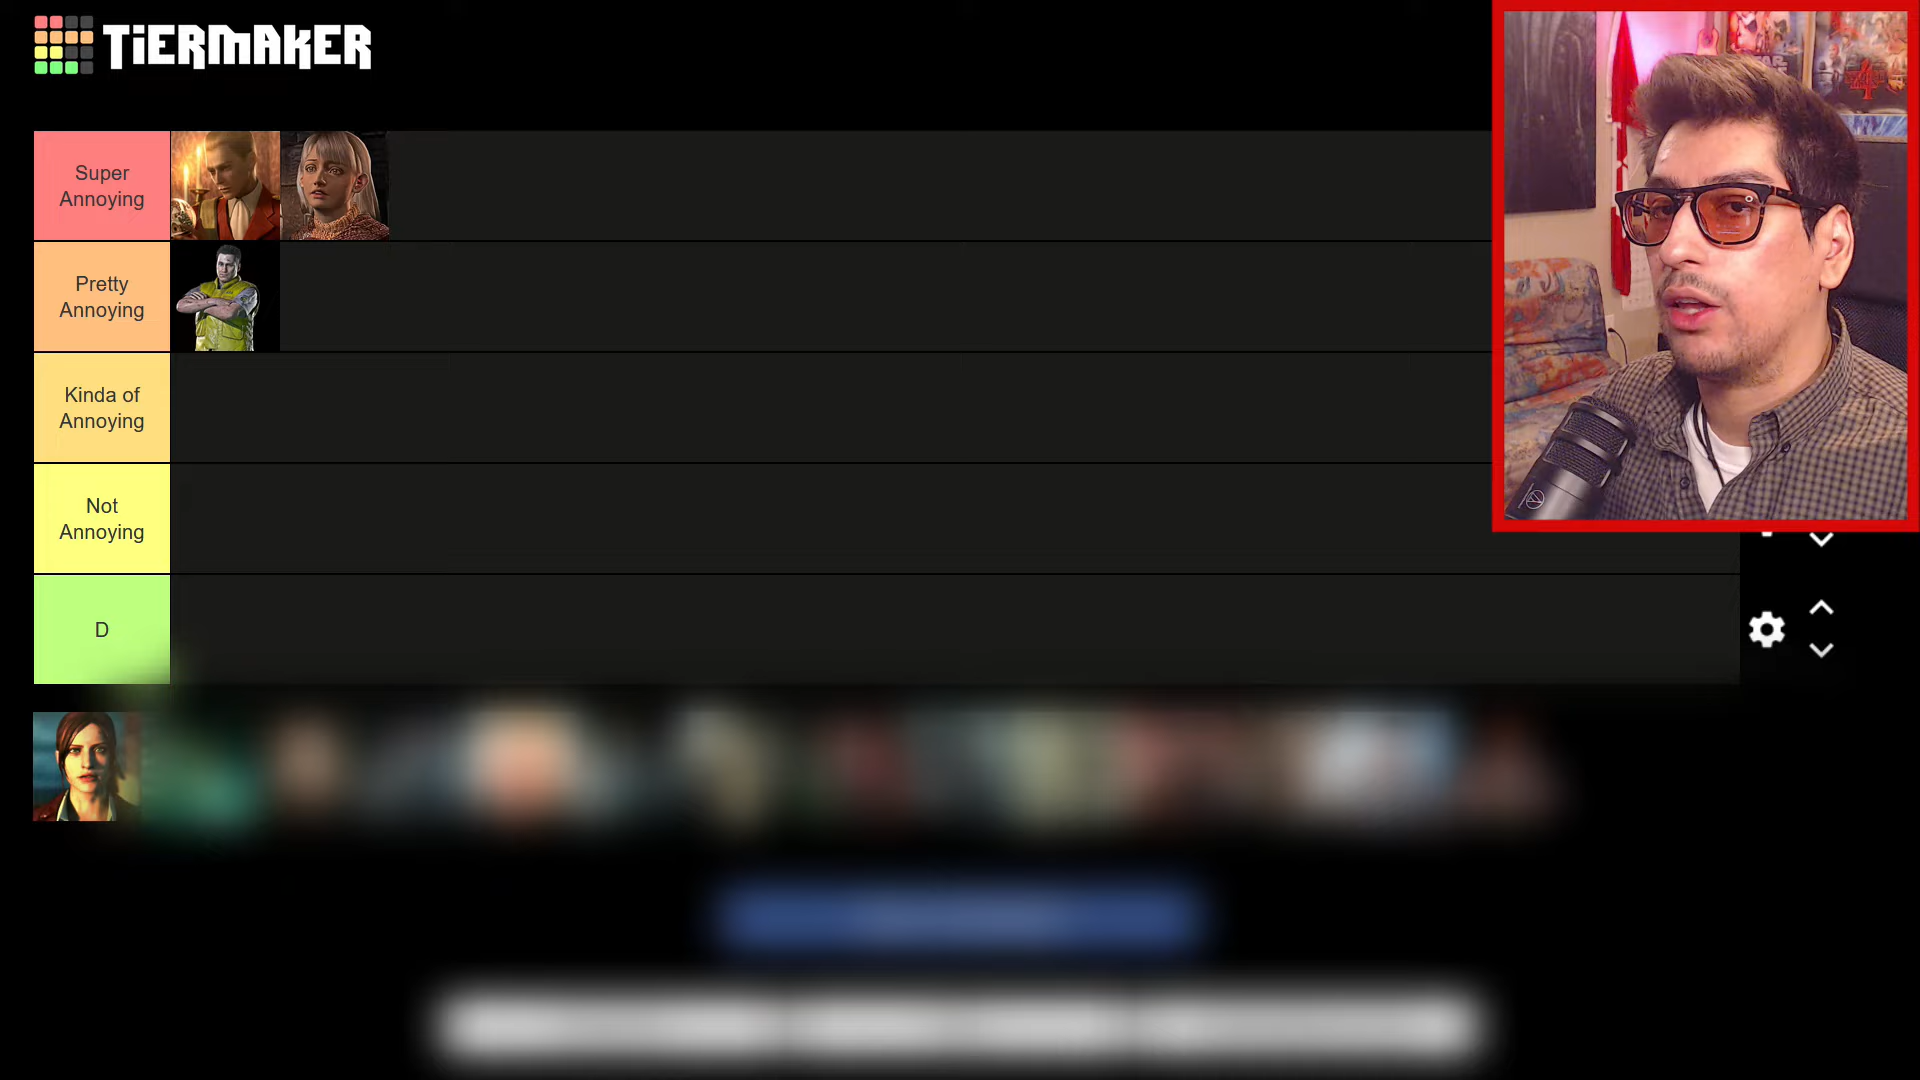 TiERMAKER
Super
Annoying
Pretty
Annoying
Kinda of
Annoying
Not
Annoying
D